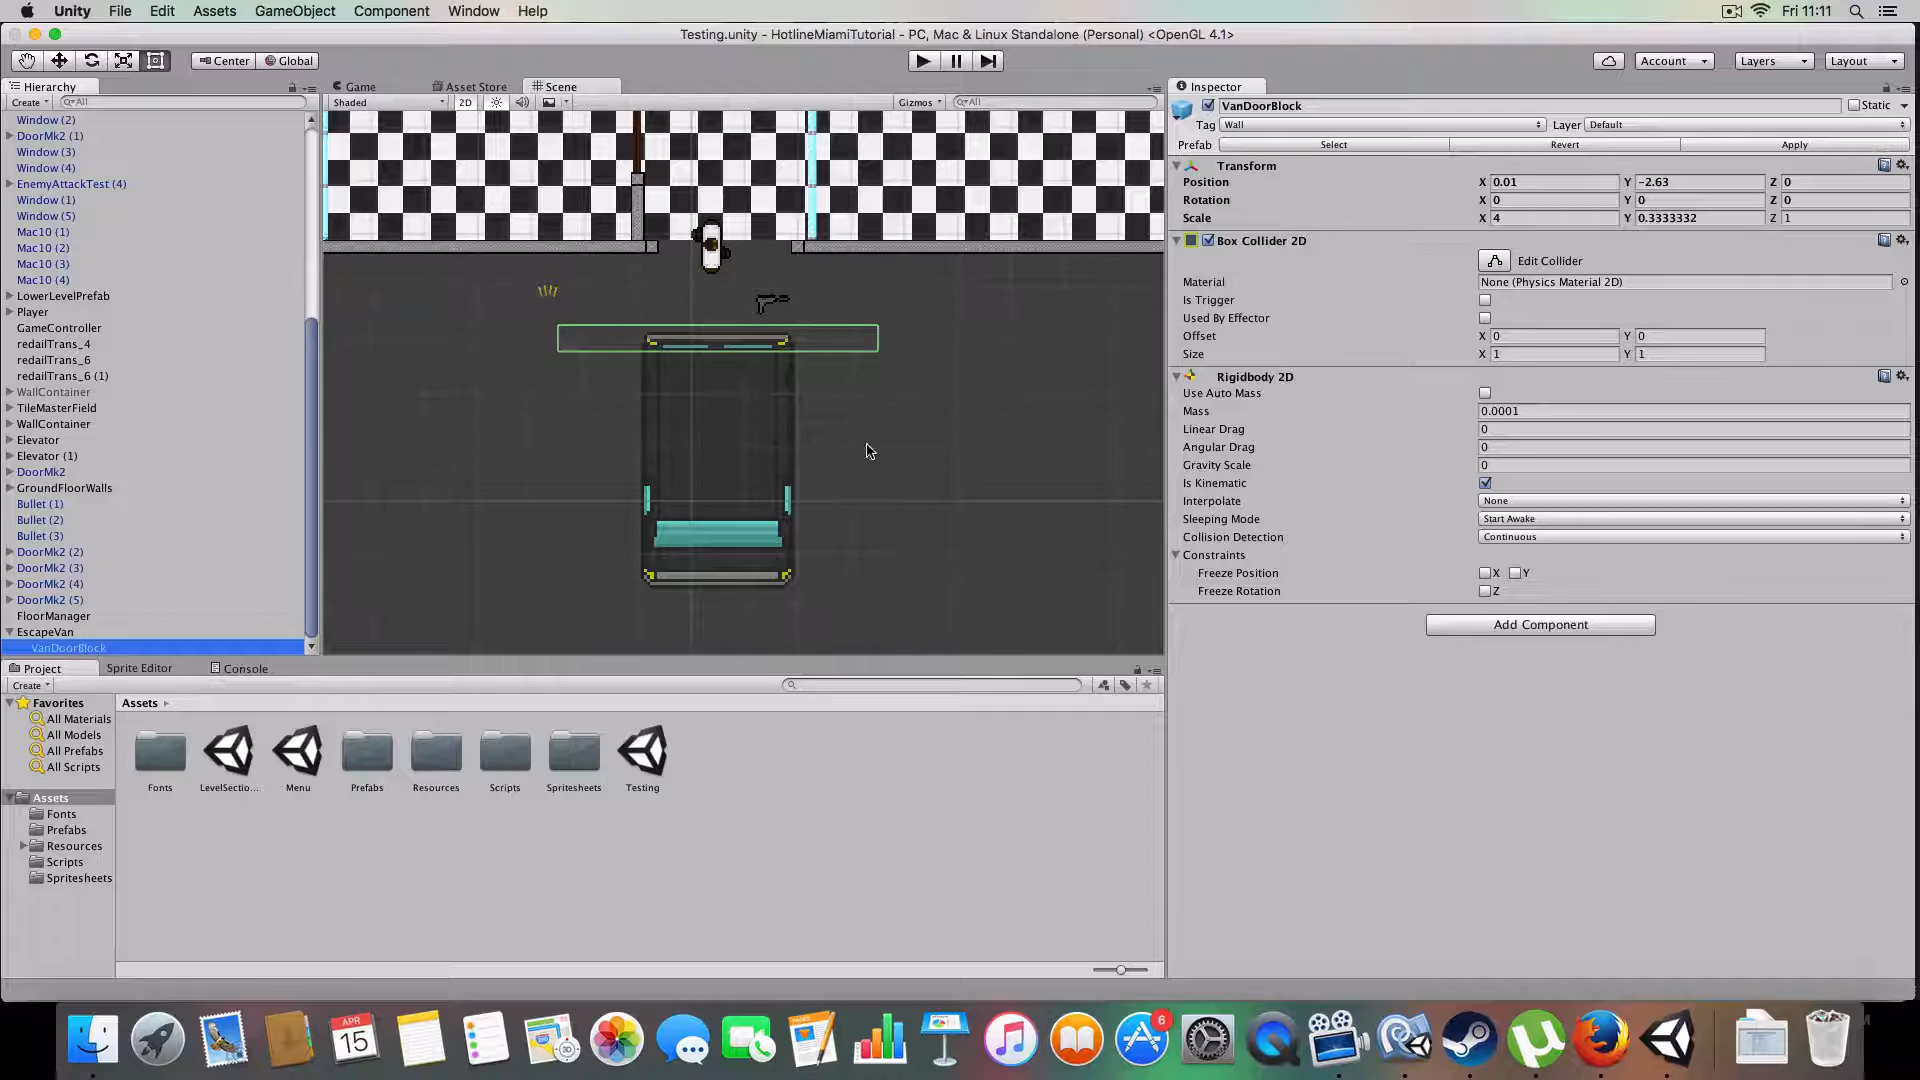 Unity File Edit Assets GameObject Component Window Help Fri 11:11
Testing.unity - HotlineMiamiTutorial - PC, Mac & Linux Standalone (Personal) <OpenGL 4.1>
Center Global Account Layers Layout
Hierarchy
Create All
Window (2)
DoorMk2 (1)
Window (3)
Window (4)
EnemyAttackTest (4)
Window (1)
Window (5)
Mac10 (1)
Mac10 (2)
Mac10 (3)
Mac10 (4)
LowerLevelPrefab
Player
GameController
redailTrans_4
redailTrans_6
redailTrans_6 (1)
WallContainer
TileMasterField
WallContainer
Elevator
Elevator (1)
DoorMk2
GroundFloorWalls
Bullet (1)
Bullet (2)
Bullet (3)
DoorMk2 (2)
DoorMk2 (3)
DoorMk2 (4)
DoorMk2 (5)
FloorManager
EscapeVan
VanDoorBlock
Game Asset Store Scene
Shaded 2D Gizmos All
Inspector
VanDoorBlock Static
Tag Wall Layer Default
Prefab Select Revert Apply
Transform
Position X 0.01 Y -2.63 Z 0
Rotation X 0 Y 0 Z 0
Scale X 4 Y 0.3333332 Z 1
Box Collider 2D
Edit Collider
Material None (Physics Material 2D)
Is Trigger
Used By Effector
Offset X 0 Y 0
Size X 1 Y 1
Rigidbody 2D
Use Auto Mass
Mass 0.0001
Linear Drag 0
Angular Drag 0
Gravity Scale 0
Is Kinematic
Interpolate None
Sleeping Mode Start Awake
Collision Detection Continuous
Constraints
Freeze Position X Y
Freeze Rotation Z
Add Component
Project Sprite Editor Console
Create
Favorites
All Materials
All Models
All Prefabs
All Scripts
Assets
Fonts
Prefabs
Resources
Scripts
Spritesheets
Assets
Fonts LevelSectio... Menu Prefabs Resources Scripts Spritesheets Testing
APR
15
6